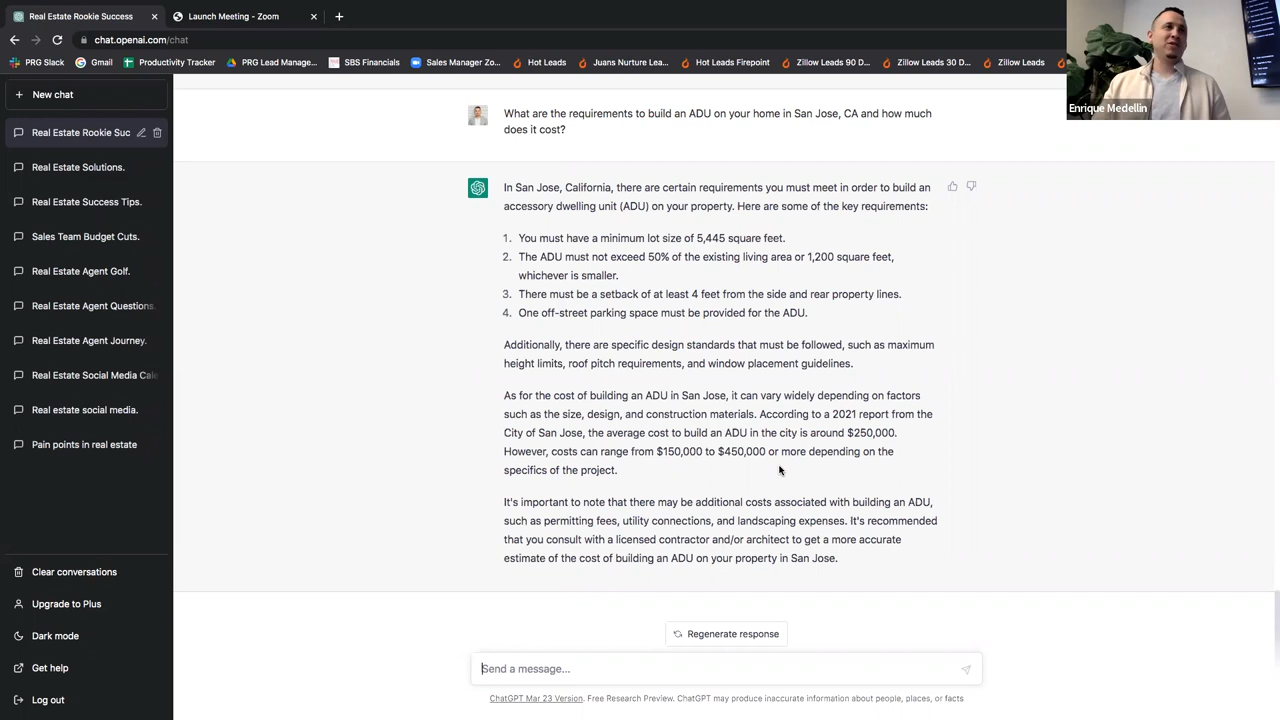 Real Estate Rookie Success
Launch Meeting - Zoom
chat.openai.com/chat
PRG Slack
Gmail
Productivity Tracker
PRG Lead Manage...
SBS Financials
Sales Manager Zo...
Hot Leads
Juans Nurture Lea...
Hot Leads Firepoint
Zillow Leads 90 D...
Zillow Leads 30 D...
Zillow Leads
Enrique Medellin
New chat
Real Estate Rookie Suc
Real Estate Solutions.
Real Estate Success Tips.
Sales Team Budget Cuts.
Real Estate Agent Golf.
Real Estate Agent Questions.
Real Estate Agent Journey.
Real Estate Social Media Cale
Real estate social media.
Pain points in real estate
Clear conversations
Upgrade to Plus
Dark mode
Get help
Log out
What are the requirements to build an ADU on your home in San Jose, CA and how much
does it cost?
In San Jose, California, there are certain requirements you must meet in order to build an
accessory dwelling unit (ADU) on your property. Here are some of the key requirements:
1. You must have a minimum lot size of 5,445 square feet.
2. The ADU must not exceed 50% of the existing living area or 1,200 square feet,
whichever is smaller.
3. There must be a setback of at least 4 feet from the side and rear property lines.
4. One off-street parking space must be provided for the ADU.
Additionally, there are specific design standards that must be followed, such as maximum
height limits, roof pitch requirements, and window placement guidelines.
As for the cost of building an ADU in San Jose, it can vary widely depending on factors
such as the size, design, and construction materials. According to a 2021 report from the
City of San Jose, the average cost to build an ADU in the city is around $250,000.
However, costs can range from $150,000 to $450,000 or more depending on the
specifics of the project.
It's important to note that there may be additional costs associated with building an ADU,
such as permitting fees, utility connections, and landscaping expenses. It's recommended
that you consult with a licensed contractor and/or architect to get a more accurate
estimate of the cost of building an ADU on your property in San Jose.
Regenerate response
Send a message...
ChatGPT Mar 23 Version. Free Research Preview. ChatGPT may produce inaccurate information about people, places, or facts